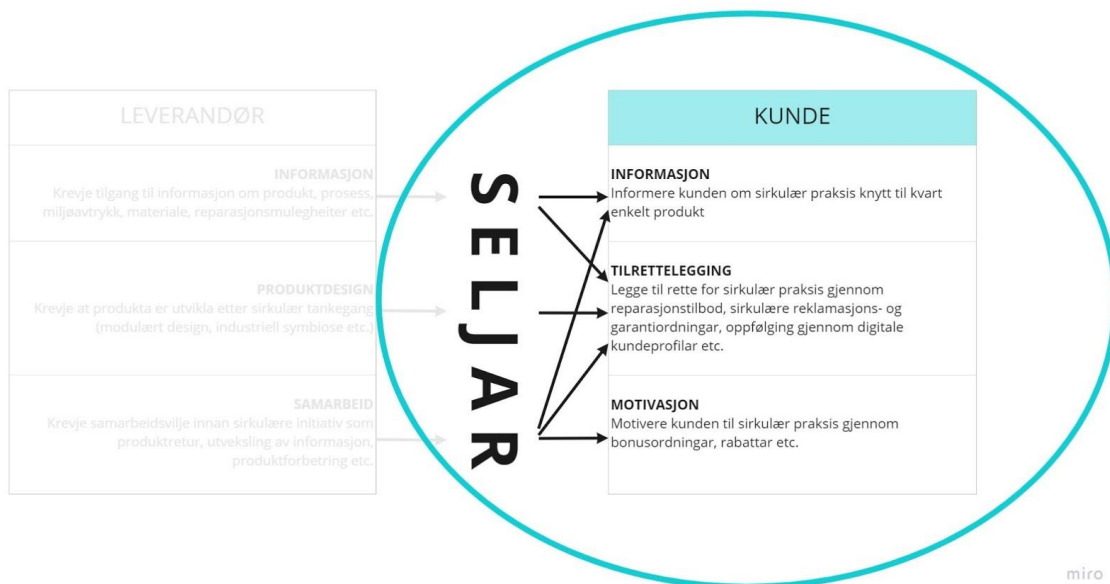 LEVERANDØR
INFORMASJON
Krevje tilgang til informasjon om produkt, prosess,
miljøavtrykk, materiale, reparasjonsmulegheiter etc.
PRODUKTDESIGN
Krevje at produkta er utvikla etter sirkulær tankegang
(modulært design, industriell symbiose etc.)
SAMARBEID
Krevje samarbeidsvilje innan sirkulære initiativ som
produktretur, utveksling av informasjon,
produktforbetring etc.
SELJAR
KUNDE
INFORMASJON
Informere kunden om sirkulær praksis knytt til kvart
enkelt produkt
TILRETTELEGGING
Legge til rette for sirkulær praksis gjennom
reparasjonstilbod, sirkulære reklamasjons- og
garantiordningar, oppfølging gjennom digitale
kundeprofilar etc.
MOTIVASJON
Motivere kunden til sirkulær praksis gjennom
bonusordningar, rabattar etc.
miro